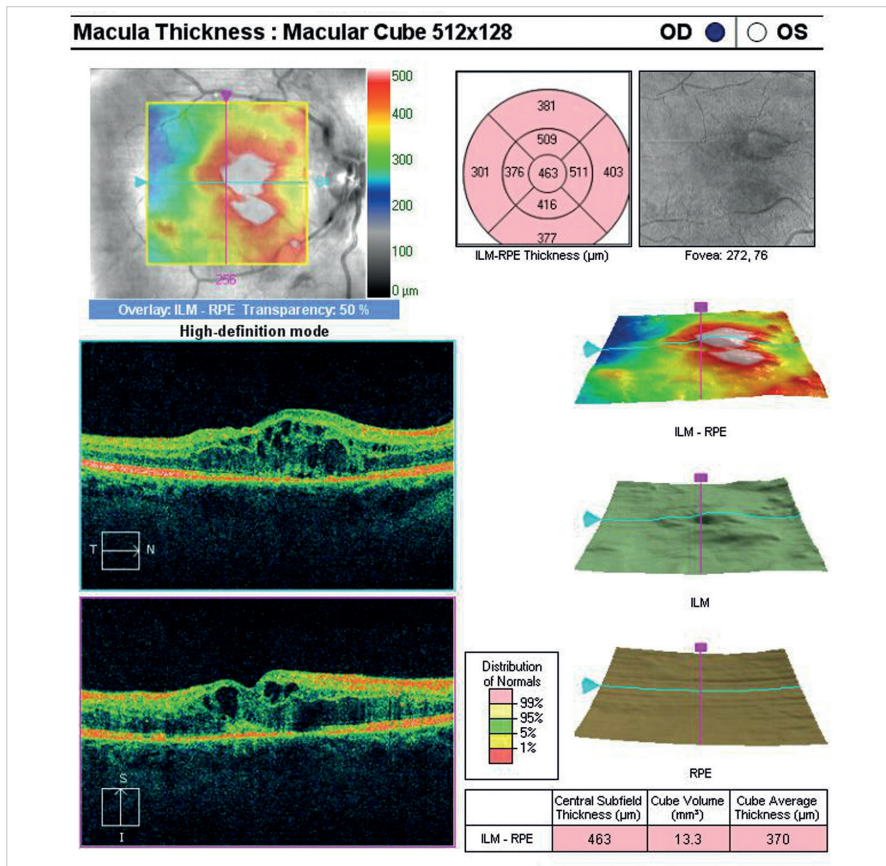 Macula Thickness : Macular Cube 512x128
OD OS
500
400
300
200
100
0 µm
256
Overlay: ILM - RPE Transparency: 50 %
High-definition mode
381
509
301 376 463 511 403
416
377
ILM-RPE Thickness (µm)
Fovea: 272, 76
T N
S
I
ILM - RPE
ILM
RPE
Distribution
of Normals
99%
95%
5%
1%
Central Subfield Thickness (µm) Cube Volume (mm³) Cube Average Thickness (µm)
ILM - RPE 463 13.3 370